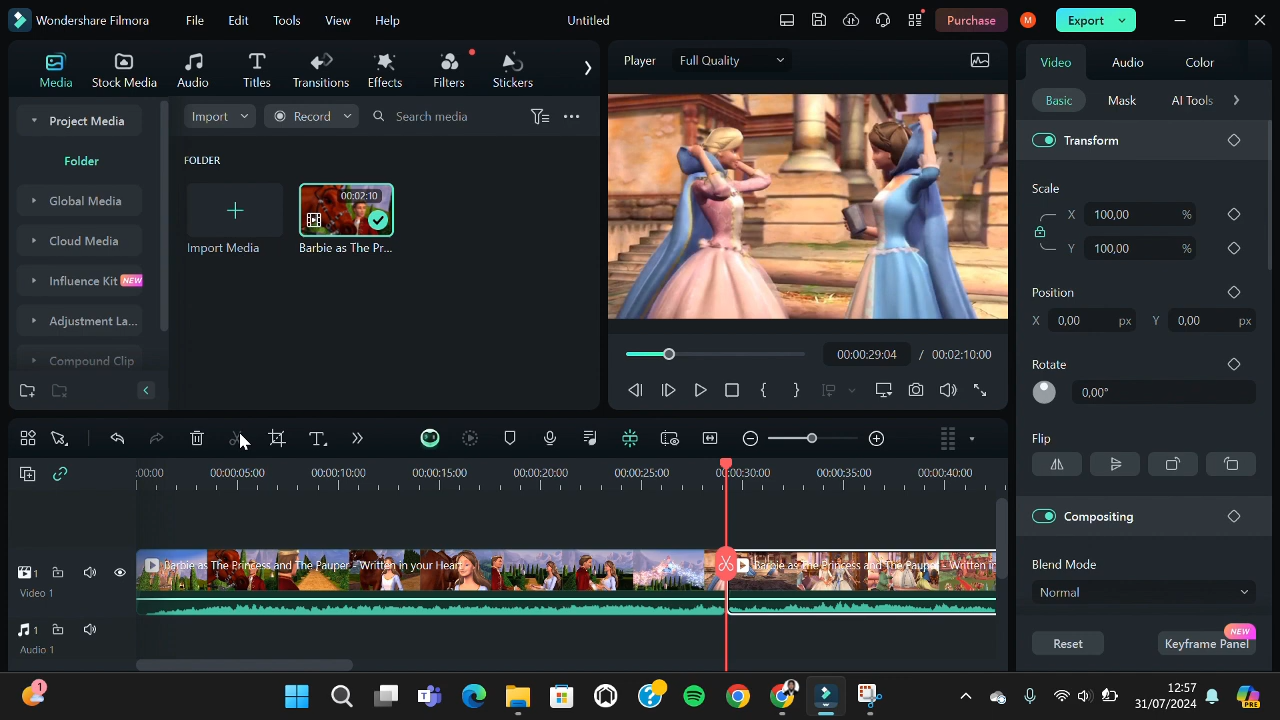 Wondershare Filmora File Edit Tools View Help Untitled Purchase M Export
Media Stock Media Audio Titles Transitions Effects Filters Stickers
Project Media
Folder
Global Media
Cloud Media
Influence Kit NEW
Adjustment La...
Compound Clip
Import Record Search media
FOLDER
Import Media
00:02:10
Barbie as The Pr...
Player Full Quality
00:00:29:04 / 00:02:10:00
Video Audio Color
Basic Mask AI Tools
Transform
Scale
X 100,00 %
Y 100,00 %
Position
X 0,00 px Y 0,00 px
Rotate
0,00°
Flip
Compositing
Blend Mode
Normal
Reset
NEW
Keyframe Panel
:00:00 00:00:05:00 00:00:10:00 00:00:15:00 00:00:20:00 00:00:25:00 00:00:30:00 00:00:35:00 00:00:40:00
Barbie as The Princess and The Pauper - Written in your Heart
Barbie as The Princess and The Pauper - Written in
1
Video 1
1
Audio 1
1
PRE
12:57
31/07/2024